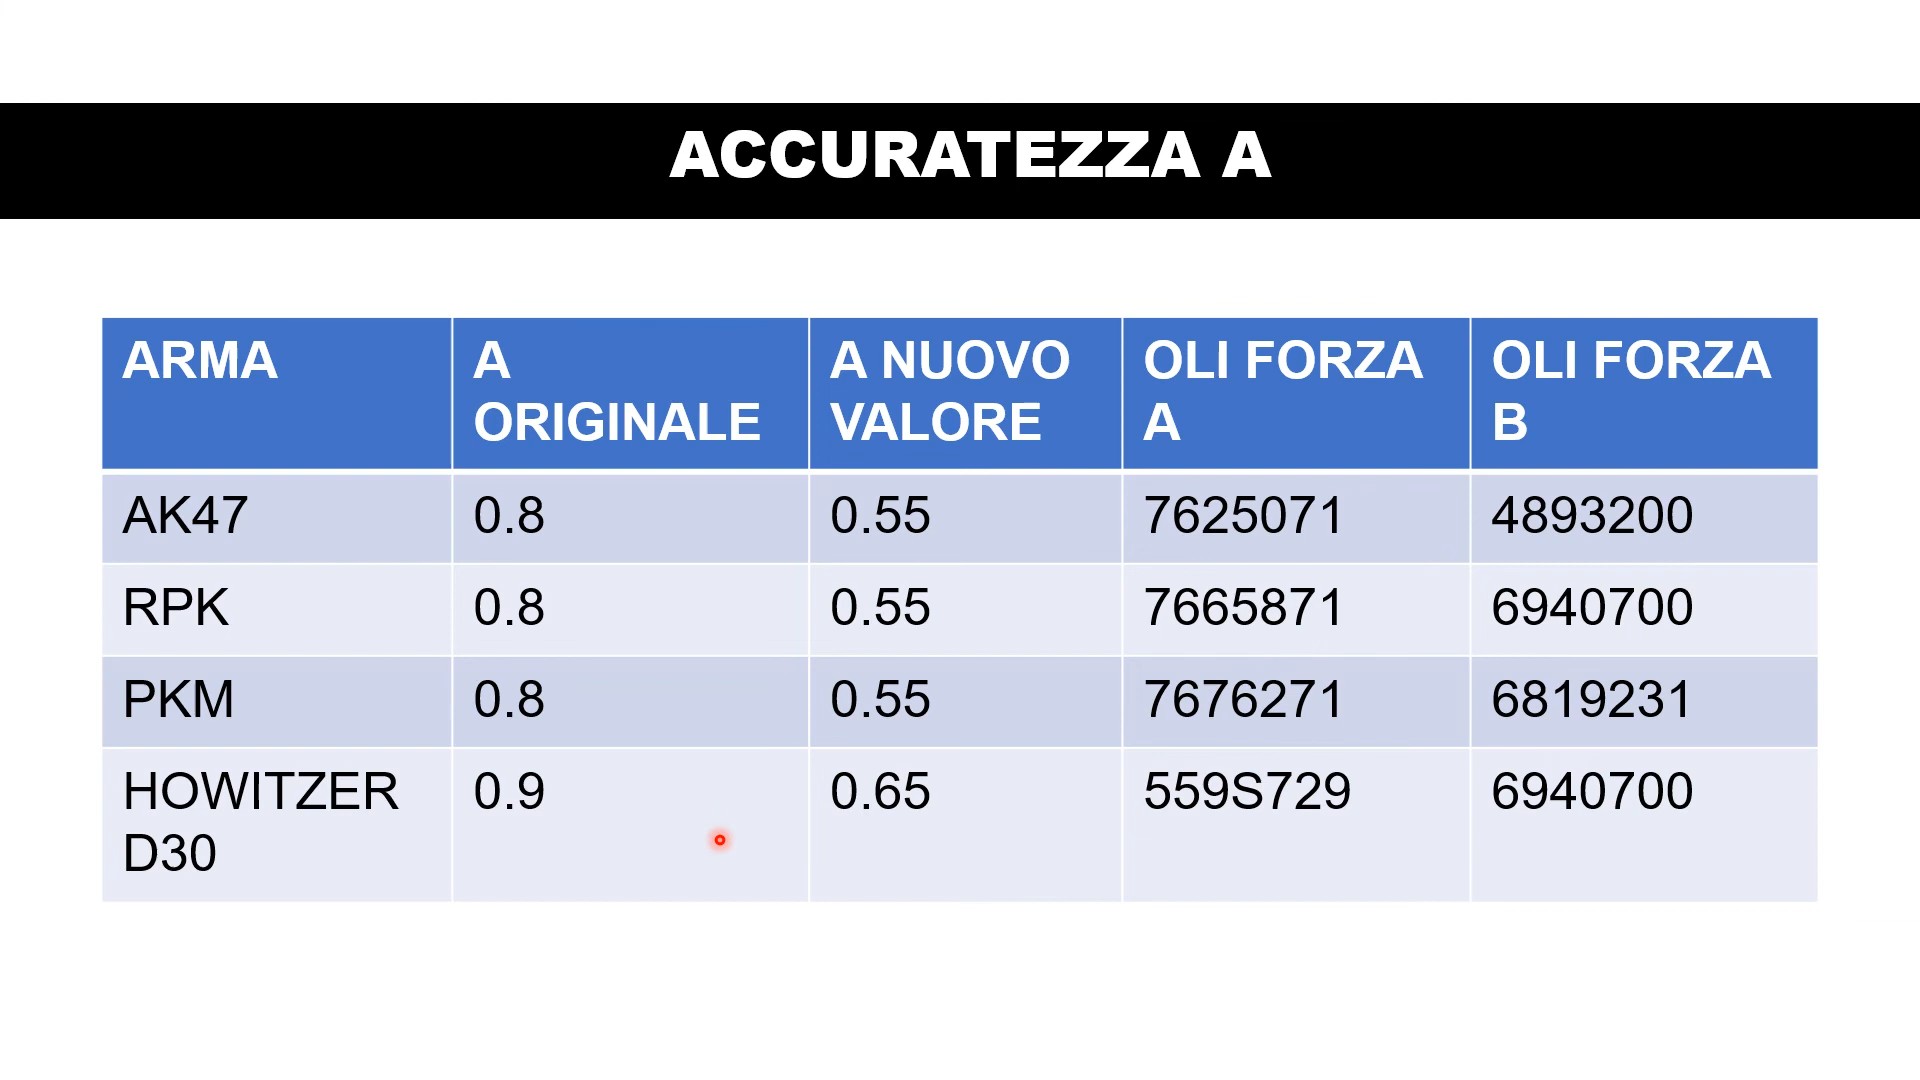 ACCURATEZZA A
ARMA
A
ORIGINALE
A NUOVO
VALORE
OLI FORZA
A
OLI FORZA
B
AK47
0.8
0.55
7625071
4893200
RPK
0.8
0.55
7665871
6940700
PKM
0.8
0.55
7676271
6819231
HOWITZER
D30
0.9
0.65
559S729
6940700